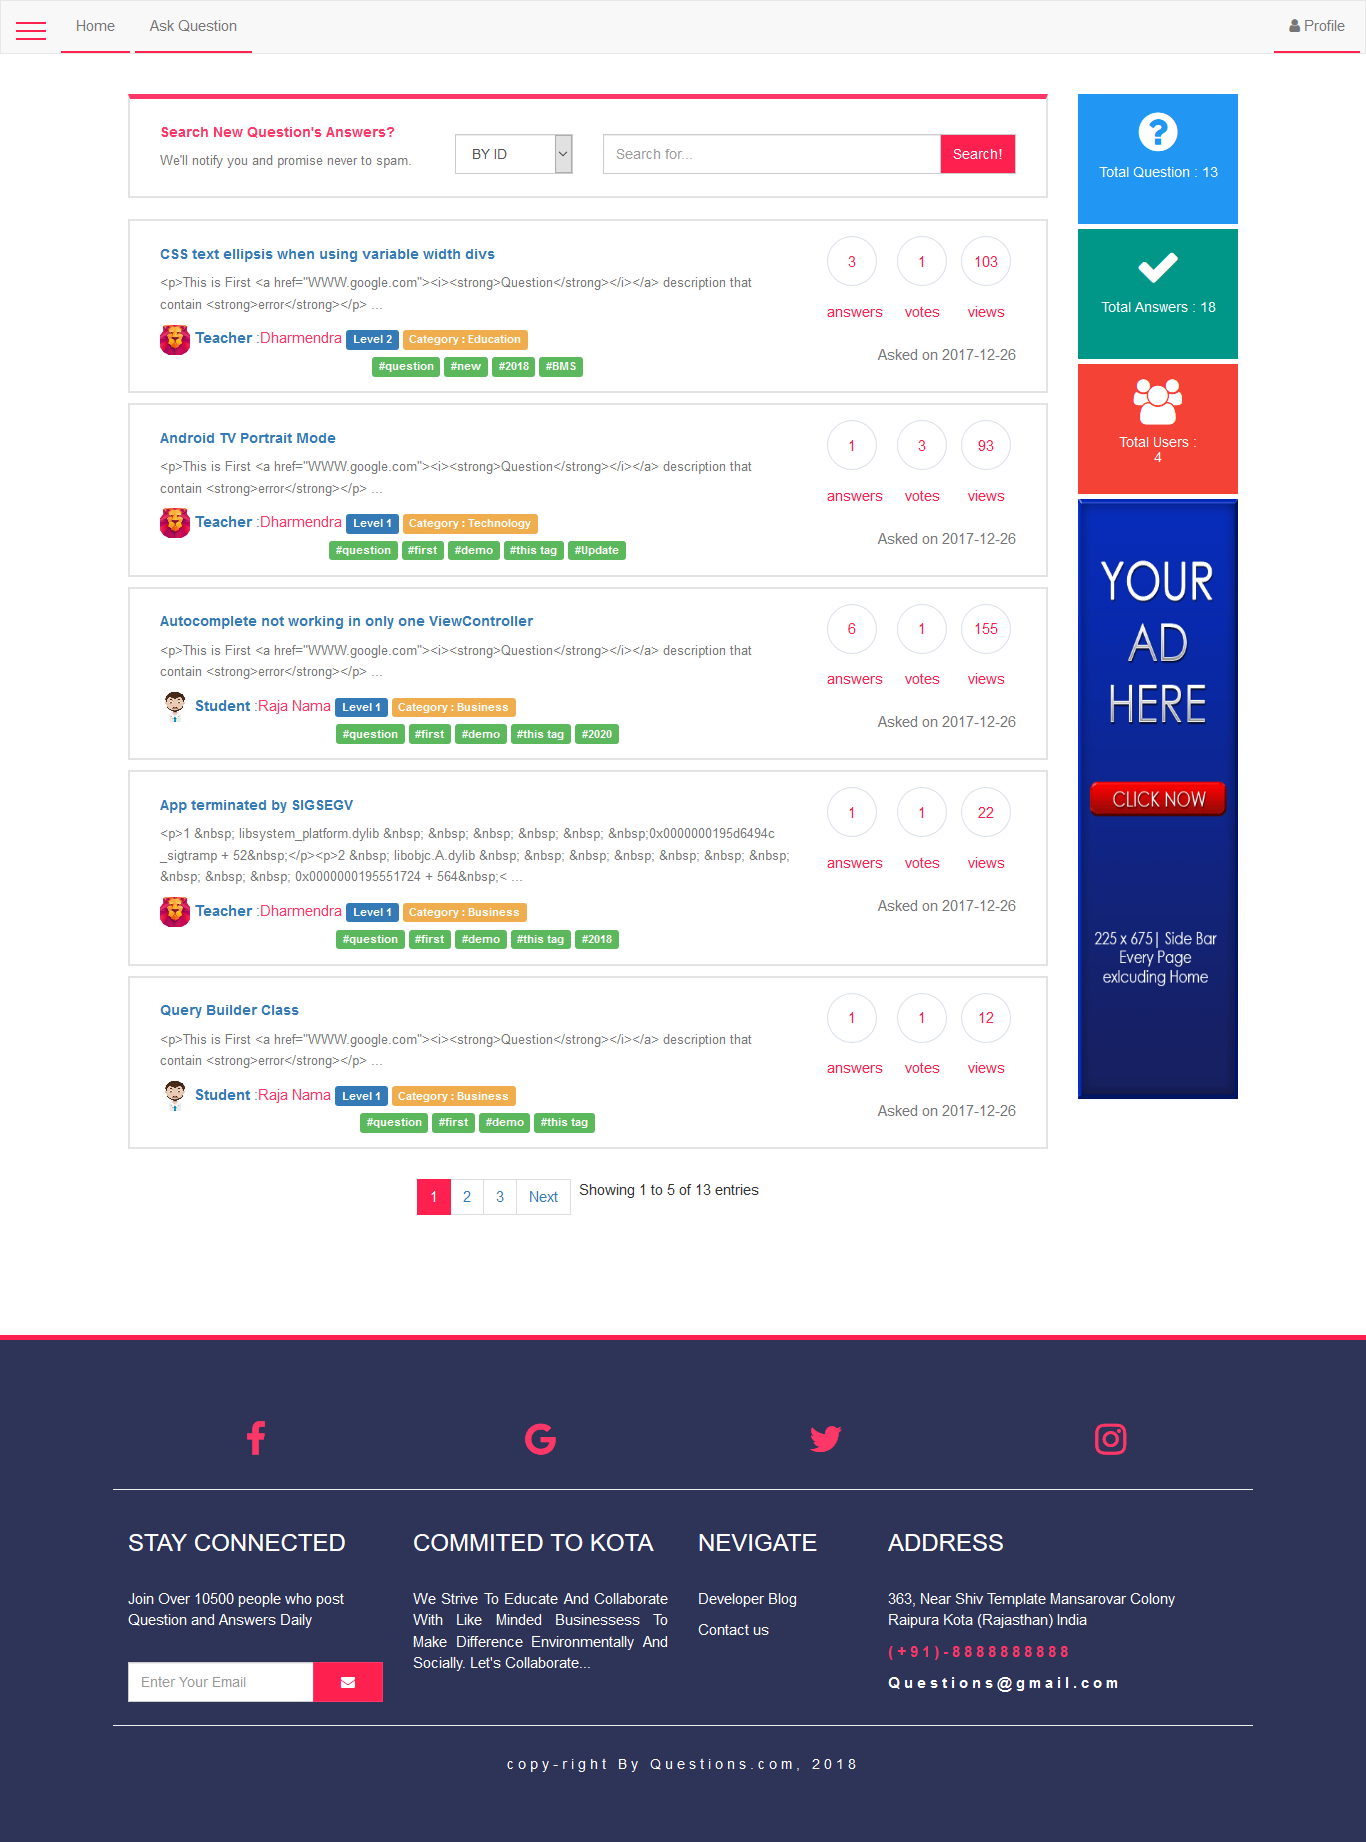 Home
Ask Question
Profile
Search New Question's Answers?
We'll notify you and promise never to spam.
BY ID
Search for...
Search!
Total Question : 13
Total Answers : 18
Total Users :
4
CSS text ellipsis when using variable width divs
<p>This is First <a href="WWW.google.com"><i><strong>Question</strong></i></a> description that
contain <strong>error</strong></p> ...
Teacher :Dharmendra Level 2 Category : Education
#question #new #2018 #BMS
3 1 103
answers votes views
Asked on 2017-12-26
Android TV Portrait Mode
<p>This is First <a href="WWW.google.com"><i><strong>Question</strong></i></a> description that
contain <strong>error</strong></p> ...
Teacher :Dharmendra Level 1 Category : Technology
#question #first #demo #this tag #Update
1 3 93
answers votes views
Asked on 2017-12-26
Autocomplete not working in only one ViewController
<p>This is First <a href="WWW.google.com"><i><strong>Question</strong></i></a> description that
contain <strong>error</strong></p> ...
Student :Raja Nama Level 1 Category : Business
#question #first #demo #this tag #2020
6 1 155
answers votes views
Asked on 2017-12-26
App terminated by SIGSEGV
<p>1 &nbsp; libsystem_platform.dylib &nbsp; &nbsp; &nbsp; &nbsp; &nbsp; &nbsp;0x0000000195d6494c
_sigtramp + 52&nbsp;</p><p>2 &nbsp; libobjc.A.dylib &nbsp; &nbsp; &nbsp; &nbsp; &nbsp; &nbsp; &nbsp;
&nbsp; &nbsp; &nbsp; 0x0000000195551724 + 564&nbsp;< ...
Teacher :Dharmendra Level 1 Category : Business
#question #first #demo #this tag #2018
1 1 22
answers votes views
Asked on 2017-12-26
Query Builder Class
<p>This is First <a href="WWW.google.com"><i><strong>Question</strong></i></a> description that
contain <strong>error</strong></p> ...
Student :Raja Nama Level 1 Category : Business
#question #first #demo #this tag
1 1 12
answers votes views
Asked on 2017-12-26
YOUR
AD
HERE
CLICK NOW
225 x 675| Side Bar
Every Page
exlcuding Home
1 2 3 Next
Showing 1 to 5 of 13 entries
STAY CONNECTED
Join Over 10500 people who post
Question and Answers Daily
Enter Your Email
COMMITED TO KOTA
We Strive To Educate And Collaborate
With Like Minded Businessess To
Make Difference Environmentally And
Socially. Let's Collaborate...
NEVIGATE
Developer Blog
Contact us
ADDRESS
363, Near Shiv Template Mansarovar Colony
Raipura Kota (Rajasthan) India
(+91)-8888888888
Questions@gmail.com
copy-right By Questions.com, 2018